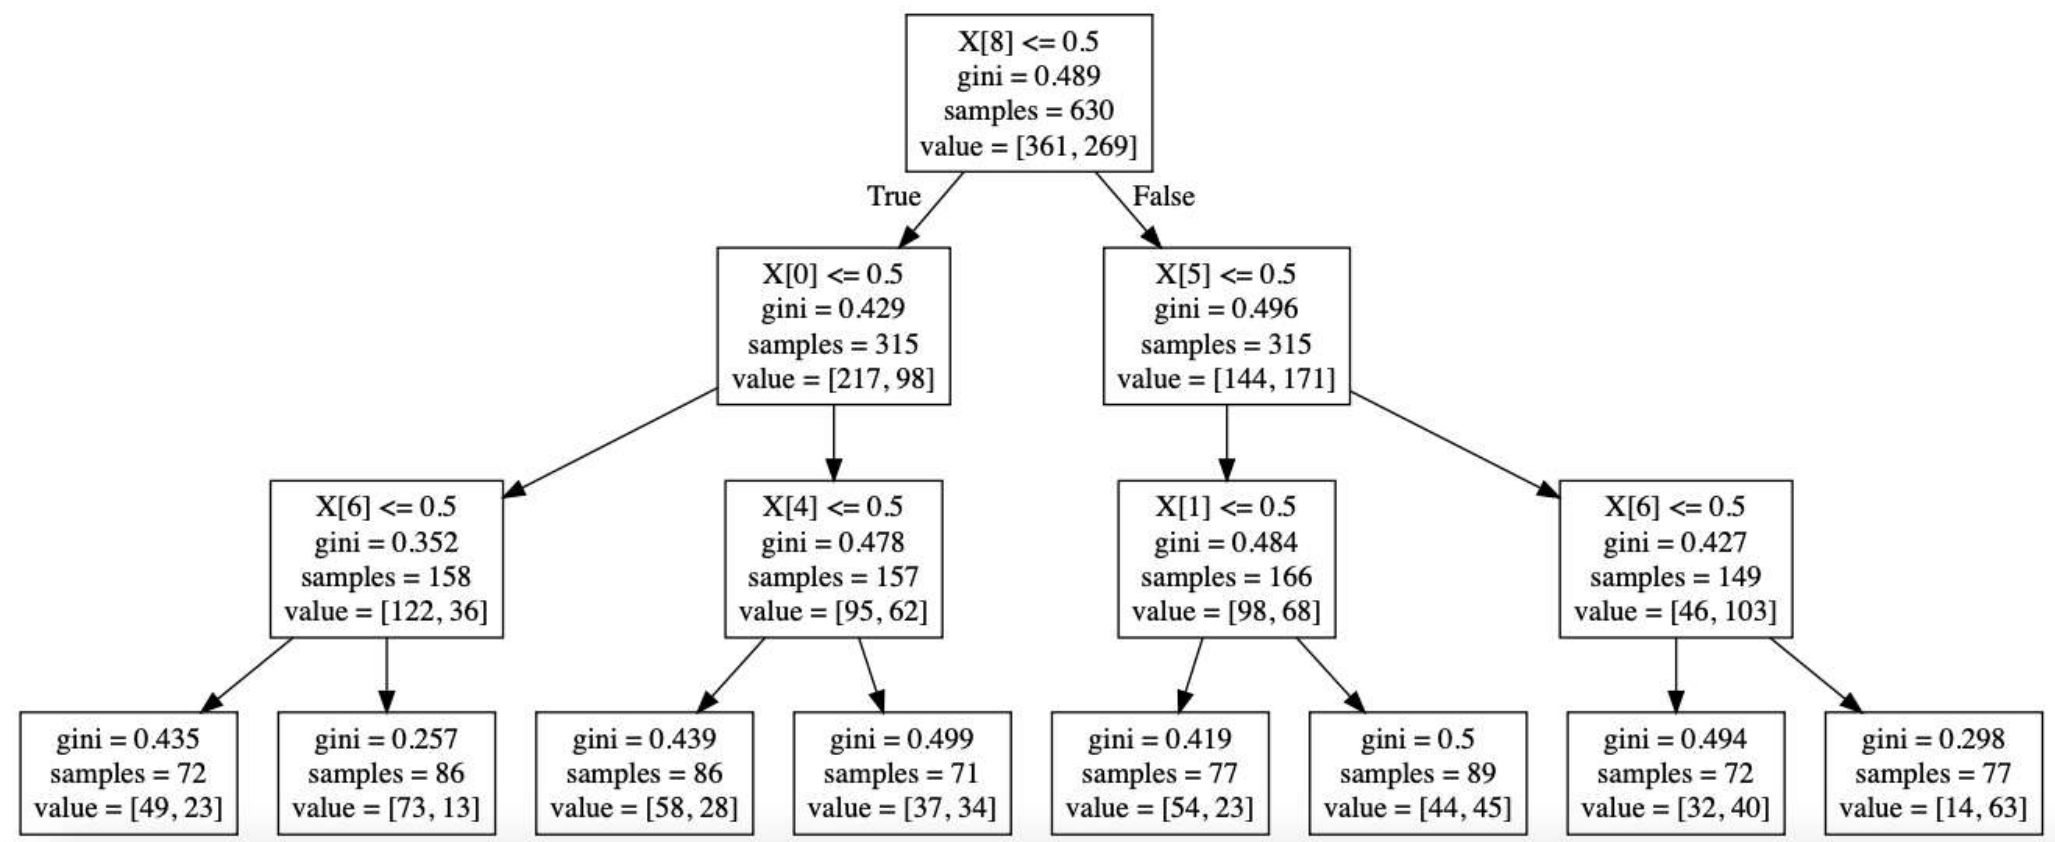 X[8] <= 0.5
gini = 0.489
samples = 630
value = [361, 269]
True
False
X[0] <= 0.5
gini = 0.429
samples = 315
value = [217, 98]
X[5] <= 0.5
gini = 0.496
samples = 315
value = [144, 171]
X[6] <= 0.5
gini = 0.352
samples = 158
value = [122, 36]
X[4] <= 0.5
gini = 0.478
samples = 157
value = [95, 62]
X[1] <= 0.5
gini = 0.484
samples = 166
value = [98, 68]
X[6] <= 0.5
gini = 0.427
samples = 149
value = [46, 103]
gini = 0.435
samples = 72
value = [49, 23]
gini = 0.257
samples = 86
value = [73, 13]
gini = 0.439
samples = 86
value = [58, 28]
gini = 0.499
samples = 71
value = [37, 34]
gini = 0.419
samples = 77
value = [54, 23]
gini = 0.5
samples = 89
value = [44, 45]
gini = 0.494
samples = 72
value = [32, 40]
gini = 0.298
samples = 77
value = [14, 63]